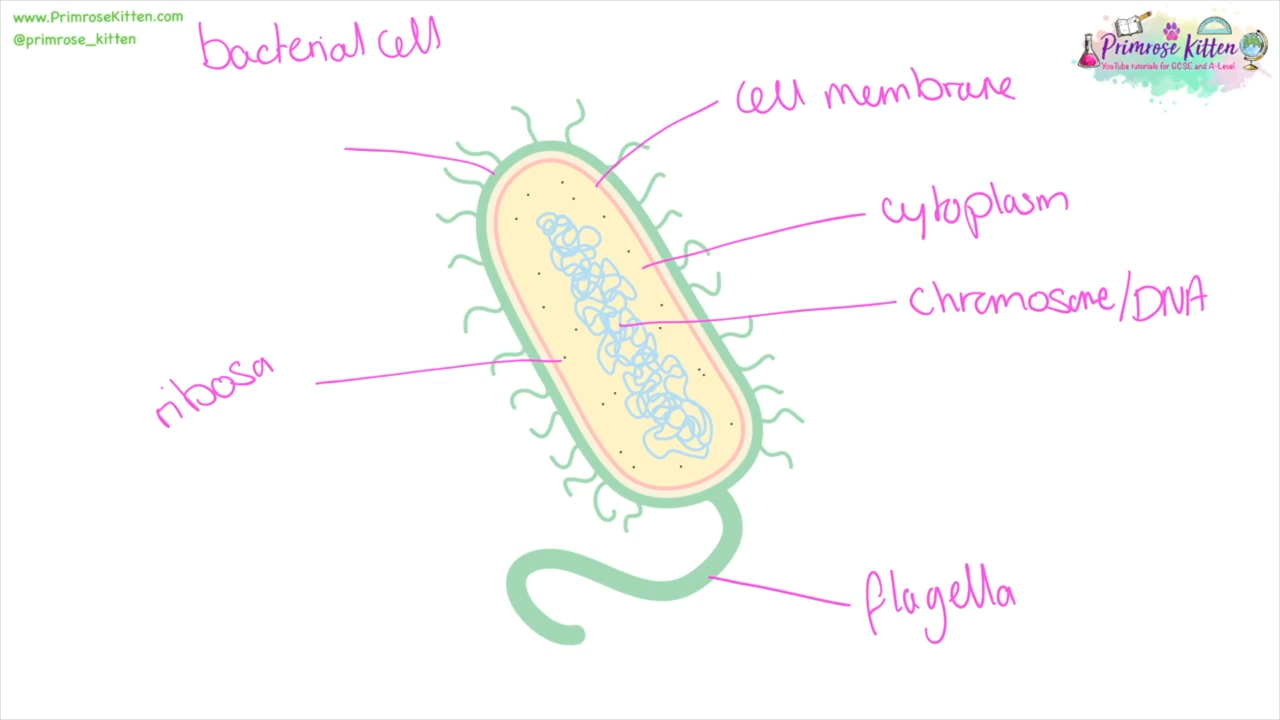 www.PrimroseKitten.com
@primrose_kitten
bacterial cell
Primrose Kitten
YouTube tutorials for GCSE and A-Level
cell membrane
cytoplasm
chromosome/DNA
ribosa
flagella